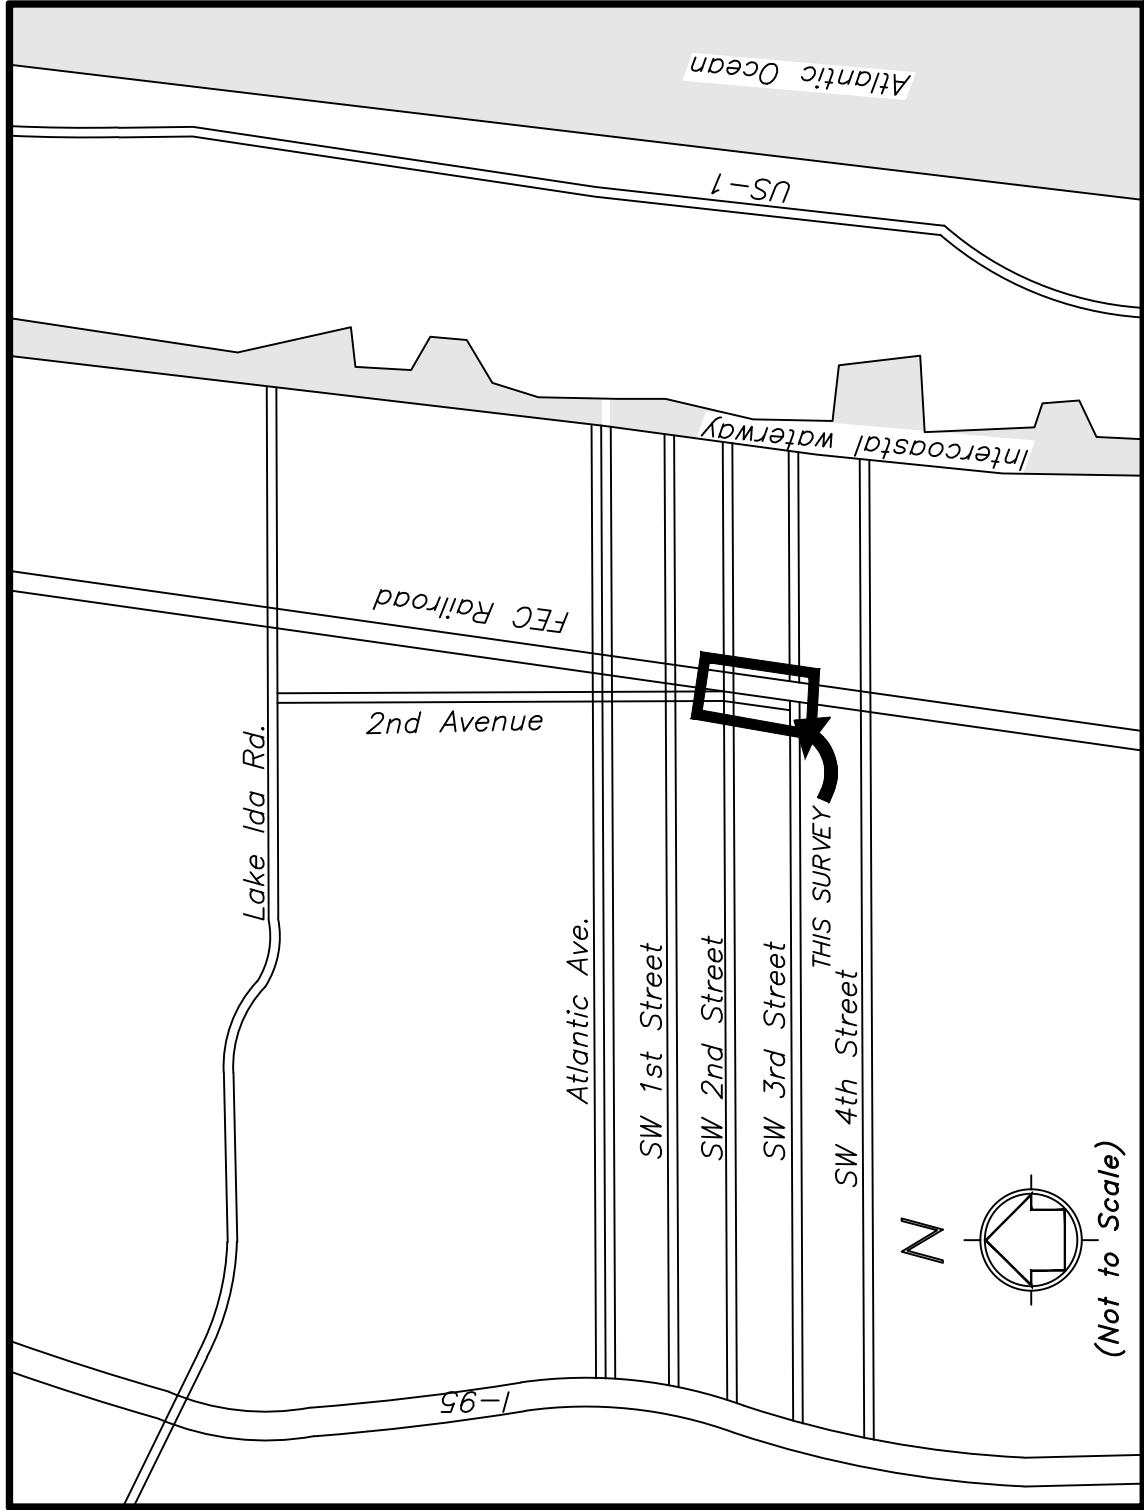 Atlantic Ocean
US-1
Intercoastal waterway
FEC Railroad
2nd Avenue
Lake Ida Rd.
Atlantic Ave.
SW 1st Street
SW 2nd Street
SW 3rd Street
THIS SURVEY
SW 4th Street
I-95
N
(Not to Scale)